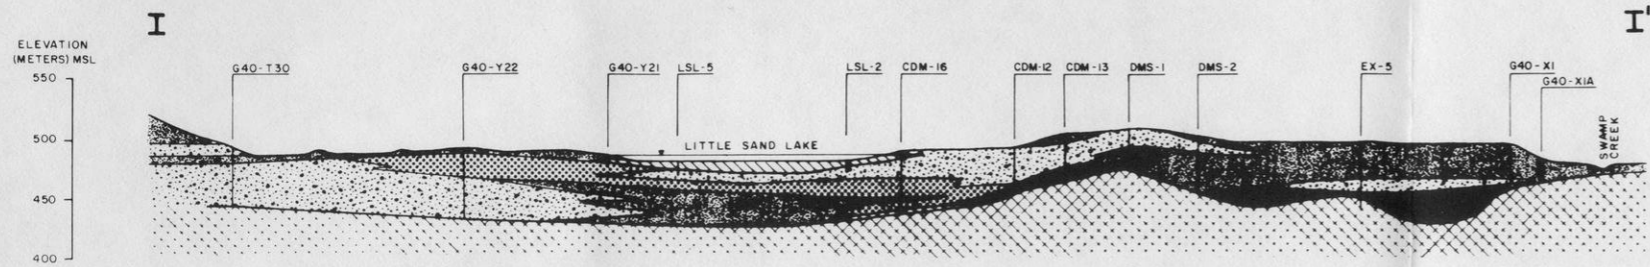 I
I'
ELEVATION
(METERS) MSL
550
500
450
400
G40-T30
G40-Y22
G40-Y21
LSL-5
LSL-2
CDM-16
CDM-12
CDM-13
DMS-1
DMS-2
EX-5
G40-X1
G40-X1A
LITTLE SAND LAKE
SWAMP
CREEK